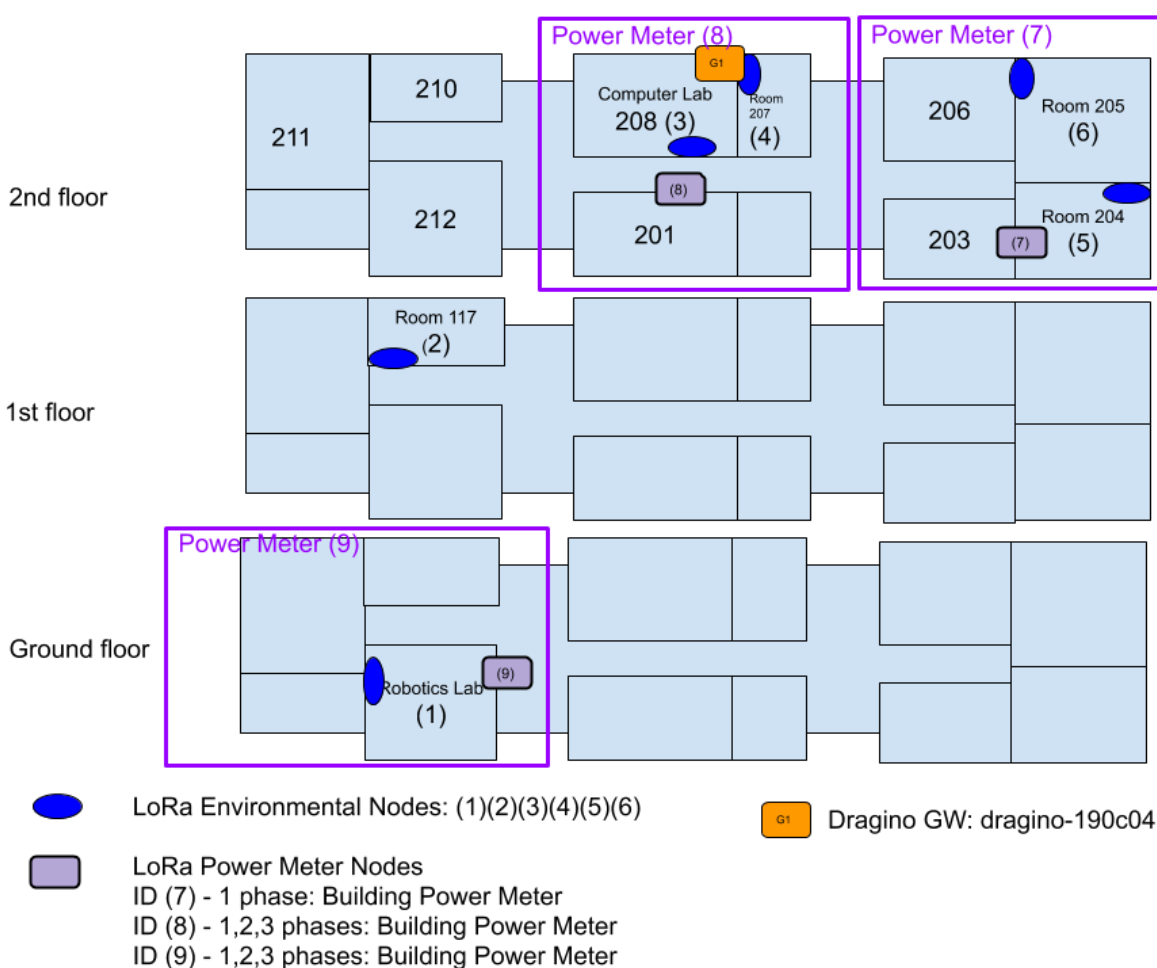 Power Meter (8)
Power Meter (7)
G1
210
Computer Lab
Room
207
206
Room 205
211
208 (3)
(4)
(6)
2nd floor
(8)
212
201
203
Room 204
(7)
(5)
Room 117
(2)
1st floor
Power Meter (9)
Ground floor
(9)
Robotics Lab
(1)
LoRa Environmental Nodes: (1)(2)(3)(4)(5)(6)
G1
Dragino GW: dragino-190c04
LoRa Power Meter Nodes
ID (7) - 1 phase: Building Power Meter
ID (8) - 1,2,3 phases: Building Power Meter
ID (9) - 1,2,3 phases: Building Power Meter